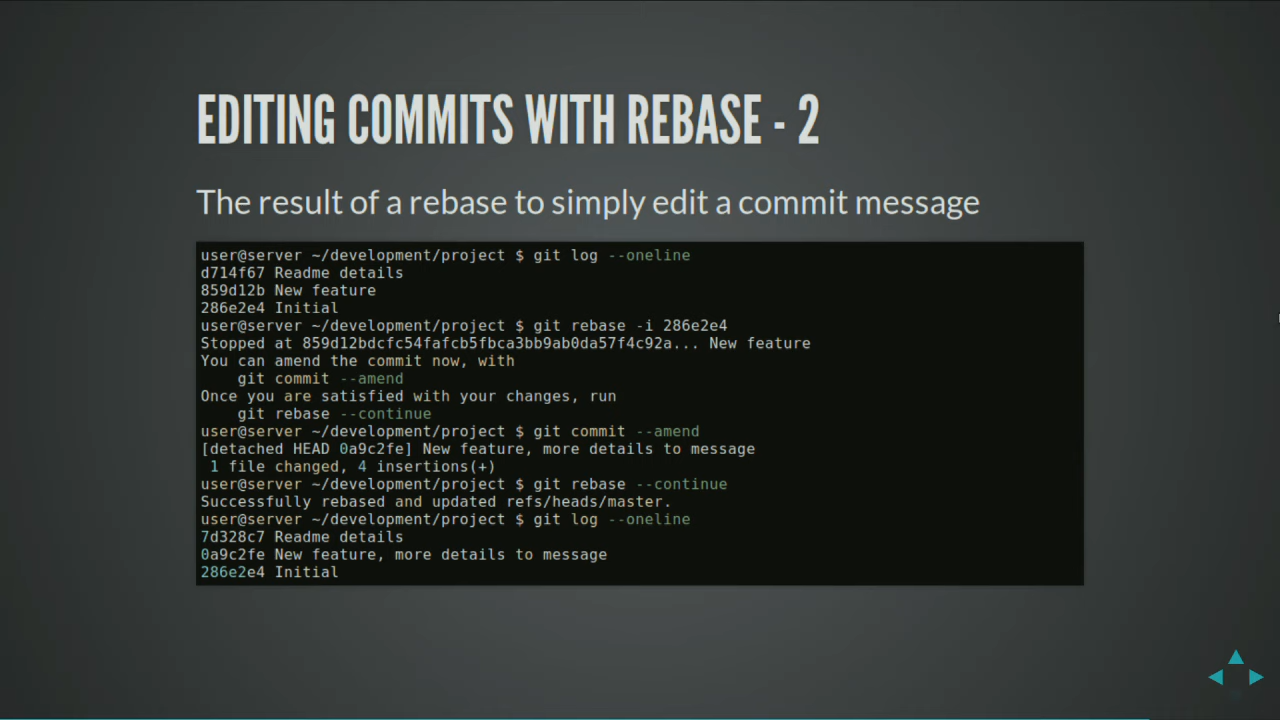 EDITING COMMITS WITH REBASE - 2
The result of a rebase to simply edit a commit message
user@server ~/development/project $ git log --oneline
d714f67 Readme details
859d12b New feature
286e2e4 Initial
user@server ~/development/project $ git rebase -i 286e2e4
Stopped at 859d12bdcfc54fafcb5fbca3bb9ab0da57f4c92a... New feature
You can amend the commit now, with
    git commit --amend
Once you are satisfied with your changes, run
    git rebase --continue
user@server ~/development/project $ git commit --amend
[detached HEAD 0a9c2fe] New feature, more details to message
 1 file changed, 4 insertions(+)
user@server ~/development/project $ git rebase --continue
Successfully rebased and updated refs/heads/master.
user@server ~/development/project $ git log --oneline
7d328c7 Readme details
0a9c2fe New feature, more details to message
286e2e4 Initial